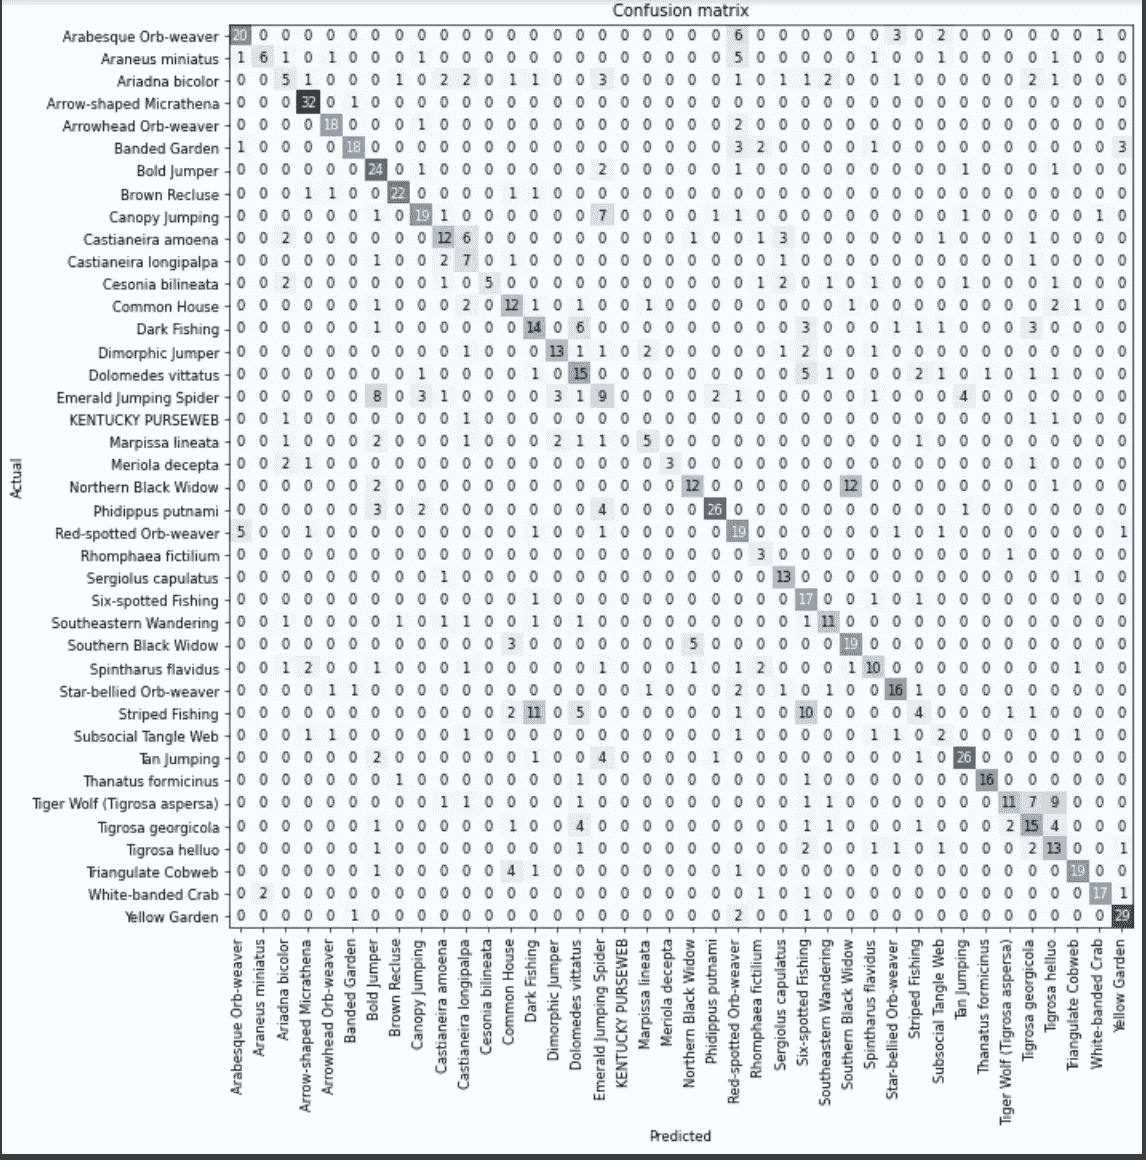 Confusion matrix
Arabesque Orb-weaver 20 0 0 0 0 0 0 0 0 0 0 0 0 0 0 0 0 0 0 0 0 0 6 0 0 0 0 0 0 3 0 2 0 0 0 0 0 0 1 0
Araneus miniatus 1 6 1 0 1 0 0 0 1 0 0 0 0 0 0 0 0 0 0 0 0 0 5 0 0 0 0 0 1 0 0 1 0 0 0 0 1 0 0 0
Ariadna bicolor 0 0 5 1 0 0 0 1 0 2 2 0 1 1 0 0 3 0 0 0 0 0 1 0 1 1 2 0 0 1 0 0 0 0 0 2 1 0 0 0
Arrow-shaped Micrathena 0 0 0 32 0 1 0 0 0 0 0 0 0 0 0 0 0 0 0 0 0 0 0 0 0 0 0 0 0 0 0 0 0 0 0 0 0 0 0 0
Arrowhead Orb-weaver 0 0 0 0 18 0 0 0 1 0 0 0 0 0 0 0 0 0 0 0 0 0 2 0 0 0 0 0 0 0 0 0 0 0 0 0 0 0 0 0
Banded Garden 1 0 0 0 0 18 0 0 0 0 0 0 0 0 0 0 0 0 0 0 0 0 3 2 0 0 0 0 1 0 0 0 0 0 0 0 0 0 0 3
Bold Jumper 0 0 0 0 0 0 24 0 1 0 0 0 0 0 0 0 2 0 0 0 0 0 1 0 0 0 0 0 0 0 0 0 1 0 0 0 1 0 0 0
Brown Recluse 0 0 0 1 1 0 0 22 0 0 0 0 1 1 0 0 0 0 0 0 0 0 0 0 0 0 0 0 0 0 0 0 0 0 0 0 0 0 0 0
Canopy Jumping 0 0 0 0 0 0 1 0 19 1 0 0 0 0 0 0 7 0 0 0 0 1 1 0 0 0 0 0 0 0 0 0 1 0 0 0 0 0 1 0
Castianeira amoena 0 0 2 0 0 0 0 0 0 12 6 0 0 0 0 0 0 0 0 0 1 0 0 1 3 0 0 0 0 0 0 1 0 0 0 1 0 0 0 0
Castianeira longipalpa 0 0 0 0 0 0 1 0 0 2 7 0 1 0 0 0 0 0 0 0 0 0 0 0 1 0 0 0 0 0 0 0 0 0 0 1 0 0 0 0
Cesonia bilineata 0 0 2 0 0 0 0 0 0 1 0 5 0 0 0 0 0 0 0 0 0 0 0 1 2 0 1 0 1 0 0 0 1 0 0 0 1 0 0 0
Common House 0 0 0 0 0 0 1 0 0 0 2 0 12 1 0 1 0 0 1 0 0 0 0 0 0 0 0 1 0 0 0 0 0 0 0 0 2 1 0 0
Dark Fishing 0 0 0 0 0 0 1 0 0 0 0 0 0 14 0 6 0 0 0 0 0 0 0 0 0 3 0 0 0 1 1 1 0 0 0 3 0 0 0 0
Dimorphic Jumper 0 0 0 0 0 0 0 0 0 0 1 0 0 0 13 1 1 0 2 0 0 0 0 0 1 2 0 0 1 0 0 0 0 0 0 0 0 0 0 0
Dolomedes vittatus 0 0 0 0 0 0 0 0 1 0 0 0 0 1 0 15 0 0 0 0 0 0 0 0 0 5 1 0 0 0 2 1 0 1 0 1 1 0 0 0
Emerald Jumping Spider 0 0 0 0 0 0 8 0 3 1 0 0 0 0 3 1 9 0 0 0 0 2 1 0 0 0 0 0 1 0 0 0 4 0 0 0 0 0 0 0
KENTUCKY PURSEWEB 0 0 1 0 0 0 0 0 0 0 1 0 0 0 0 0 0 0 0 0 0 0 0 0 0 0 0 0 0 0 0 0 0 0 0 1 1 0 0 0
Marpissa lineata 0 0 1 0 0 0 2 0 0 0 1 0 0 0 2 1 1 0 5 0 0 0 0 0 0 0 0 0 0 0 1 0 0 0 0 0 0 0 0 0
Meriola decepta 0 0 2 1 0 0 0 0 0 0 0 0 0 0 0 0 0 0 0 3 0 0 0 0 0 0 0 0 0 0 0 0 0 0 0 1 0 0 0 0
Northern Black Widow 0 0 0 0 0 0 2 0 0 0 0 0 0 0 0 0 0 0 0 0 12 0 0 0 0 0 0 12 0 0 0 0 0 0 0 0 1 0 0 0
Phidippus putnami 0 0 0 0 0 0 3 0 2 0 0 0 0 0 0 0 4 0 0 0 0 26 0 0 0 0 0 0 0 0 0 0 1 0 0 0 0 0 0 0
Red-spotted Orb-weaver 5 0 0 1 0 0 0 0 0 0 0 0 0 1 0 0 1 0 0 0 0 0 19 0 0 0 0 0 0 1 0 1 0 0 0 0 0 0 0 1
Rhomphaea fictilium 0 0 0 0 0 0 0 0 0 0 0 0 0 0 0 0 0 0 0 0 0 0 0 3 0 0 0 0 0 0 0 0 0 0 1 0 0 0 0 0
Sergiolus capulatus 0 0 0 0 0 0 0 0 0 1 0 0 0 0 0 0 0 0 0 0 0 0 0 0 13 0 0 0 0 0 0 0 0 0 0 0 0 1 0 0
Six-spotted Fishing 0 0 0 0 0 0 0 0 0 0 0 0 0 1 0 0 0 0 0 0 0 0 0 0 0 17 0 0 1 0 1 0 0 0 0 0 0 0 0 0
Southeastern Wandering 0 0 1 0 0 0 0 1 0 1 1 0 0 1 0 1 0 0 0 0 0 0 0 0 0 1 11 0 0 0 0 0 0 0 0 0 0 0 0 0
Southern Black Widow 0 0 0 0 0 0 0 0 0 0 0 0 3 0 0 0 0 0 0 0 5 0 0 0 0 0 0 19 0 0 0 0 0 0 0 0 0 0 0 0
Spintharus flavidus 0 0 1 2 0 0 1 0 0 0 1 0 0 0 0 0 1 0 0 0 1 0 1 2 0 0 0 1 10 0 0 0 0 0 0 0 0 1 0 0
Star-bellied Orb-weaver 0 0 0 0 1 1 0 0 0 0 0 0 0 0 0 0 0 0 1 0 0 0 2 0 1 0 1 0 0 16 1 0 0 0 0 0 0 0 0 0
Striped Fishing 0 0 0 0 0 0 0 0 0 0 0 0 2 11 0 5 0 0 0 0 0 0 1 0 0 10 0 0 0 0 4 0 0 0 1 1 0 0 0 0
Subsocial Tangle Web 0 0 0 1 1 0 0 0 0 0 1 0 0 0 0 0 0 0 0 0 0 0 1 0 0 0 0 0 1 1 0 2 0 0 0 0 0 1 0 0
Tan Jumping 0 0 0 0 0 0 2 0 0 0 0 0 0 1 0 0 4 0 0 0 0 1 0 0 0 0 0 0 0 0 1 0 26 0 0 0 0 0 0 0
Thanatus formicinus 0 0 0 0 0 0 0 1 0 0 0 0 0 0 0 1 0 0 0 0 0 0 0 0 0 1 0 0 0 0 0 0 0 16 0 0 0 0 0 0
Tiger Wolf (Tigrosa aspersa) 0 0 0 0 0 0 0 0 0 1 1 0 0 0 0 1 0 0 0 0 0 0 0 0 0 1 1 0 0 0 0 0 0 0 11 7 9 0 0 0
Tigrosa georgicola 0 0 0 0 0 0 1 0 0 0 0 0 1 0 0 4 0 0 0 0 0 0 0 0 0 1 1 0 0 0 1 0 0 0 2 15 4 0 0 0
Tigrosa helluo 0 0 0 0 0 0 1 0 0 0 0 0 0 0 0 1 0 0 0 0 0 0 0 0 0 2 0 0 1 1 0 1 0 0 0 2 13 0 0 1
Triangulate Cobweb 0 0 0 0 0 0 1 0 0 0 0 0 4 1 0 0 0 0 0 0 0 0 1 0 0 0 0 0 0 0 0 0 0 0 0 0 0 19 0 0
White-banded Crab 0 2 0 0 0 0 0 0 0 0 0 0 0 0 0 0 0 0 0 0 0 0 0 1 0 1 0 0 0 0 0 0 0 0 0 0 0 0 17 1
Yellow Garden 0 0 0 0 0 1 0 0 0 0 0 0 0 0 0 0 0 0 0 0 0 0 2 0 0 1 0 0 0 0 0 0 0 0 0 0 0 0 0 29
Actual
Arabesque Orb-weaver
Araneus miniatus
Ariadna bicolor
Arrow-shaped Micrathena
Arrowhead Orb-weaver
Banded Garden
Bold Jumper
Brown Recluse
Canopy Jumping
Castianeira amoena
Castianeira longipalpa
Cesonia bilineata
Common House
Dark Fishing
Dimorphic Jumper
Dolomedes vittatus
Emerald Jumping Spider
KENTUCKY PURSEWEB
Marpissa lineata
Meriola decepta
Northern Black Widow
Phidippus putnami
Red-spotted Orb-weaver
Rhomphaea fictilium
Sergiolus capulatus
Six-spotted Fishing
Southeastern Wandering
Southern Black Widow
Spintharus flavidus
Star-bellied Orb-weaver
Striped Fishing
Subsocial Tangle Web
Tan Jumping
Thanatus formicinus
Tiger Wolf (Tigrosa aspersa)
Tigrosa georgicola
Tigrosa helluo
Triangulate Cobweb
White-banded Crab
Yellow Garden
Predicted